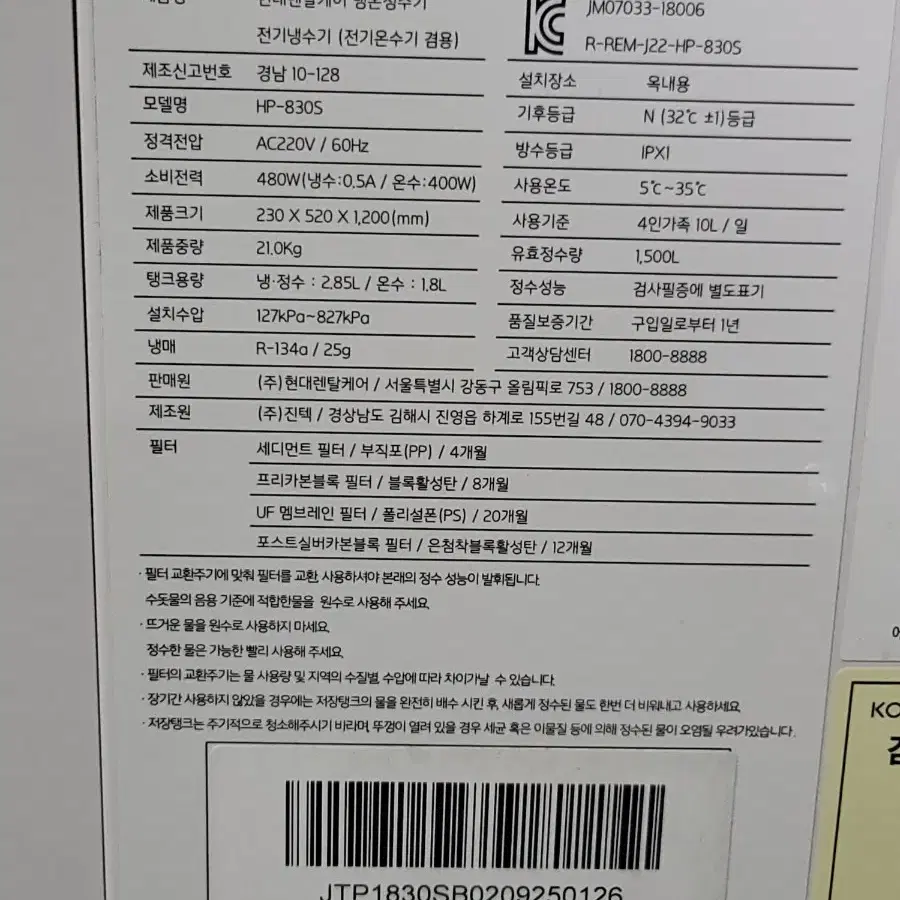 현대렌탈케어 냉온정수기
전기냉수기 (전기온수기 겸용)
제조신고번호 경남 10-128
모델명 HP-830S
정격전압 AC220V / 60Hz
소비전력 480W(냉수:0.5A / 온수:400W)
제품크기 230 X 520 X 1,200(mm)
제품중량 21.0Kg
탱크용량 냉·정수 : 2.85L / 온수 : 1.8L
설치수압 127kPa~827kPa
냉매 R-134a / 25g
JM07033-18006
R-REM-J22-HP-830S
설치장소 옥내용
기후등급 N (32℃ ±1)등급
방수등급 IPX1
사용온도 5℃~35℃
사용기준 4인가족 10L / 일
유효정수량 1,500L
정수성능 검사필증에 별도표기
품질보증기간 구입일로부터 1년
고객상담센터 1800-8888
판매원 (주)현대렌탈케어 / 서울특별시 강동구 올림픽로 753 / 1800-8888
제조원 (주)진텍 / 경상남도 김해시 진영읍 하계로 155번길 48 / 070-4394-9033
필터 세디먼트 필터 / 부직포(PP) / 4개월
프리카본블록 필터 / 블록활성탄 / 8개월
UF 멤브레인 필터 / 폴리설폰(PS) / 20개월
포스트실버카본블록 필터 / 은첨착블록활성탄 / 12개월
· 필터 교환주기에 맞춰 필터를 교환 사용하셔야 본래의 정수 성능이 발휘됩니다.
수돗물의 음용 기준에 적합한물을 원수로 사용해 주세요.
· 뜨거운 물을 원수로 사용하지 마세요.
정수한 물은 가능한 빨리 사용해 주세요.
· 필터의 교환주기는 물 사용량 및 지역의 수질별 수압에 따라 차이가날 수 있습니다.
· 장기간 사용하지 않았을 경우에는 저장탱크의 물을 완전히 배수 시킨 후, 새롭게 정수된 물도 한번 더 비워내고 사용하세요.
· 저장탱크는 주기적으로 청소해주시기 바라며 뚜껑이 열려 있을 경우 세균 혹은 이물질 등에 의해 정수된 물이 오염될 우려가있습니다.
JTP1830SB0209250126
KO